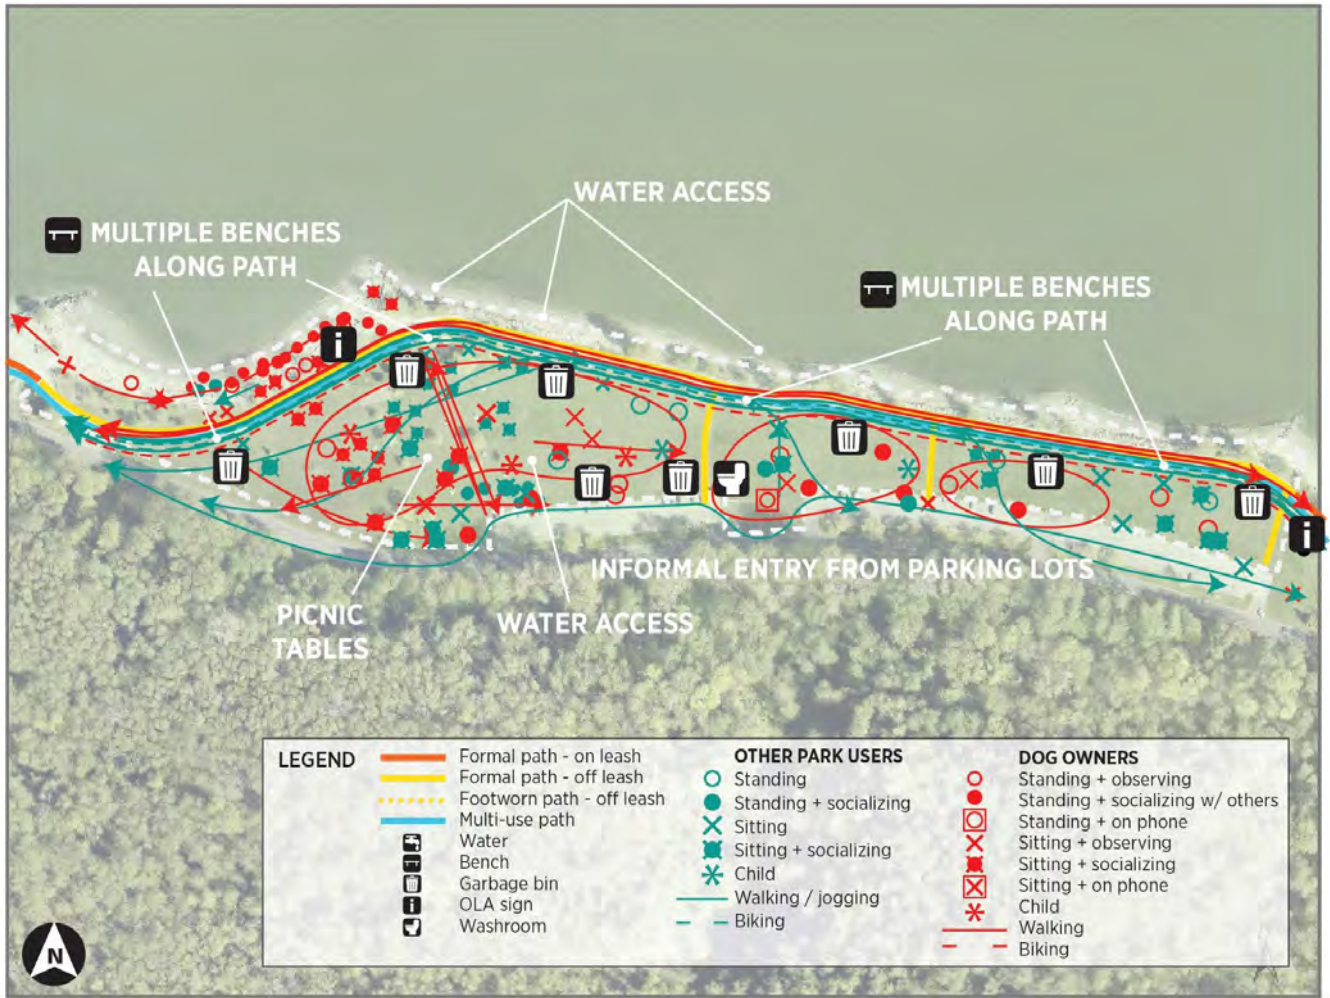 WATER ACCESS
MULTIPLE BENCHES
ALONG PATH
MULTIPLE BENCHES
ALONG PATH
i
i
INFORMAL ENTRY FROM PARKING LOTS
PICNIC
TABLES
WATER ACCESS
LEGEND
Formal path - on leash
Formal path - off leash
Footworn path - off leash
Multi-use path
Water
Bench
Garbage bin
i
OLA sign
Washroom
OTHER PARK USERS
Standing
Standing + socializing
Sitting
Sitting + socializing
Child
Walking / jogging
Biking
DOG OWNERS
Standing + observing
Standing + socializing w/ others
Standing + on phone
Sitting + observing
Sitting + socializing
Sitting + on phone
Child
Walking
Biking
N